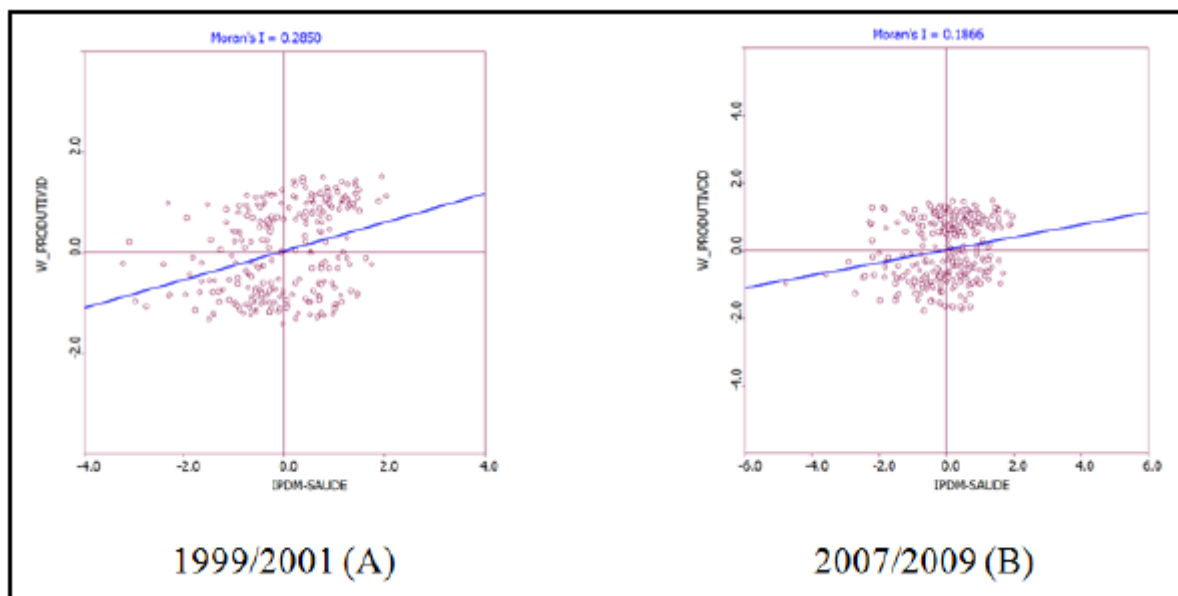 Moran's I = 0.2850
W_PRODUTIVID
2.0
0.0
-2.0
-4.0
-2.0
0.0
2.0
4.0
IPDM-SAUDE
1999/2001 (A)
Moran's I = 0.1866
W_PRODUTIVOD
4.0
2.0
0.0
-2.0
-4.0
-6.0
-4.0
-2.0
0.0
2.0
4.0
6.0
IPDM-SAUDE
2007/2009 (B)